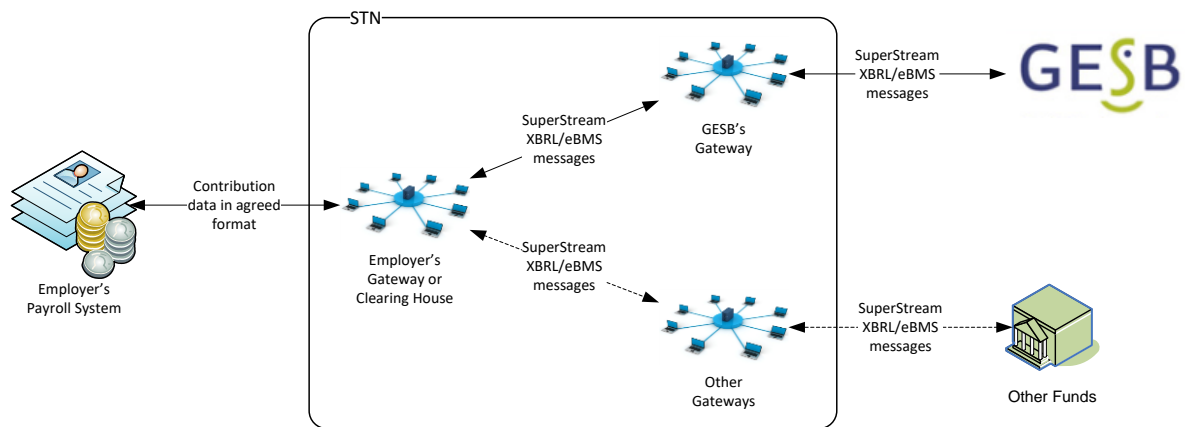 STN
SuperStream
XBRL/eBMS
messages
GESB
GESB's
Gateway
SuperStream
XBRL/eBMS
messages
Contribution
data in agreed
format
Employer's
Payroll System
Employer's
Gateway or
Clearing House
SuperStream
XBRL/eBMS
messages
SuperStream
XBRL/eBMS
messages
Other
Gateways
Other Funds